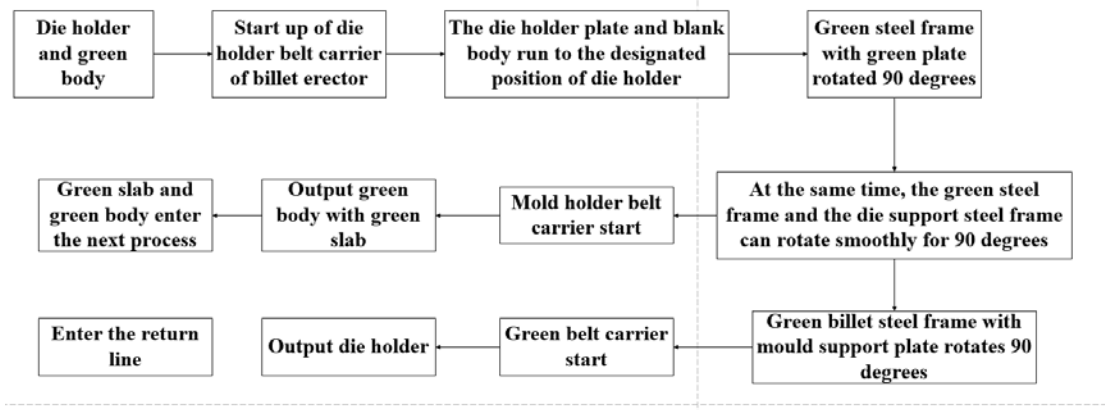 Die holder
and green
body
Start up of die
holder belt carrier
of billet erector
The die holder plate and blank
body run to the designated
position of die holder
Green steel frame
with green plate
rotated 90 degrees
At the same time, the green steel
frame and the die support steel frame
can rotate smoothly for 90 degrees
Mold holder belt
carrier start
Output green
body with green
slab
Green slab and
green body enter
the next process
Green billet steel frame with
mould support plate rotates 90
degrees
Green belt carrier
start
Output die holder
Enter the return
line